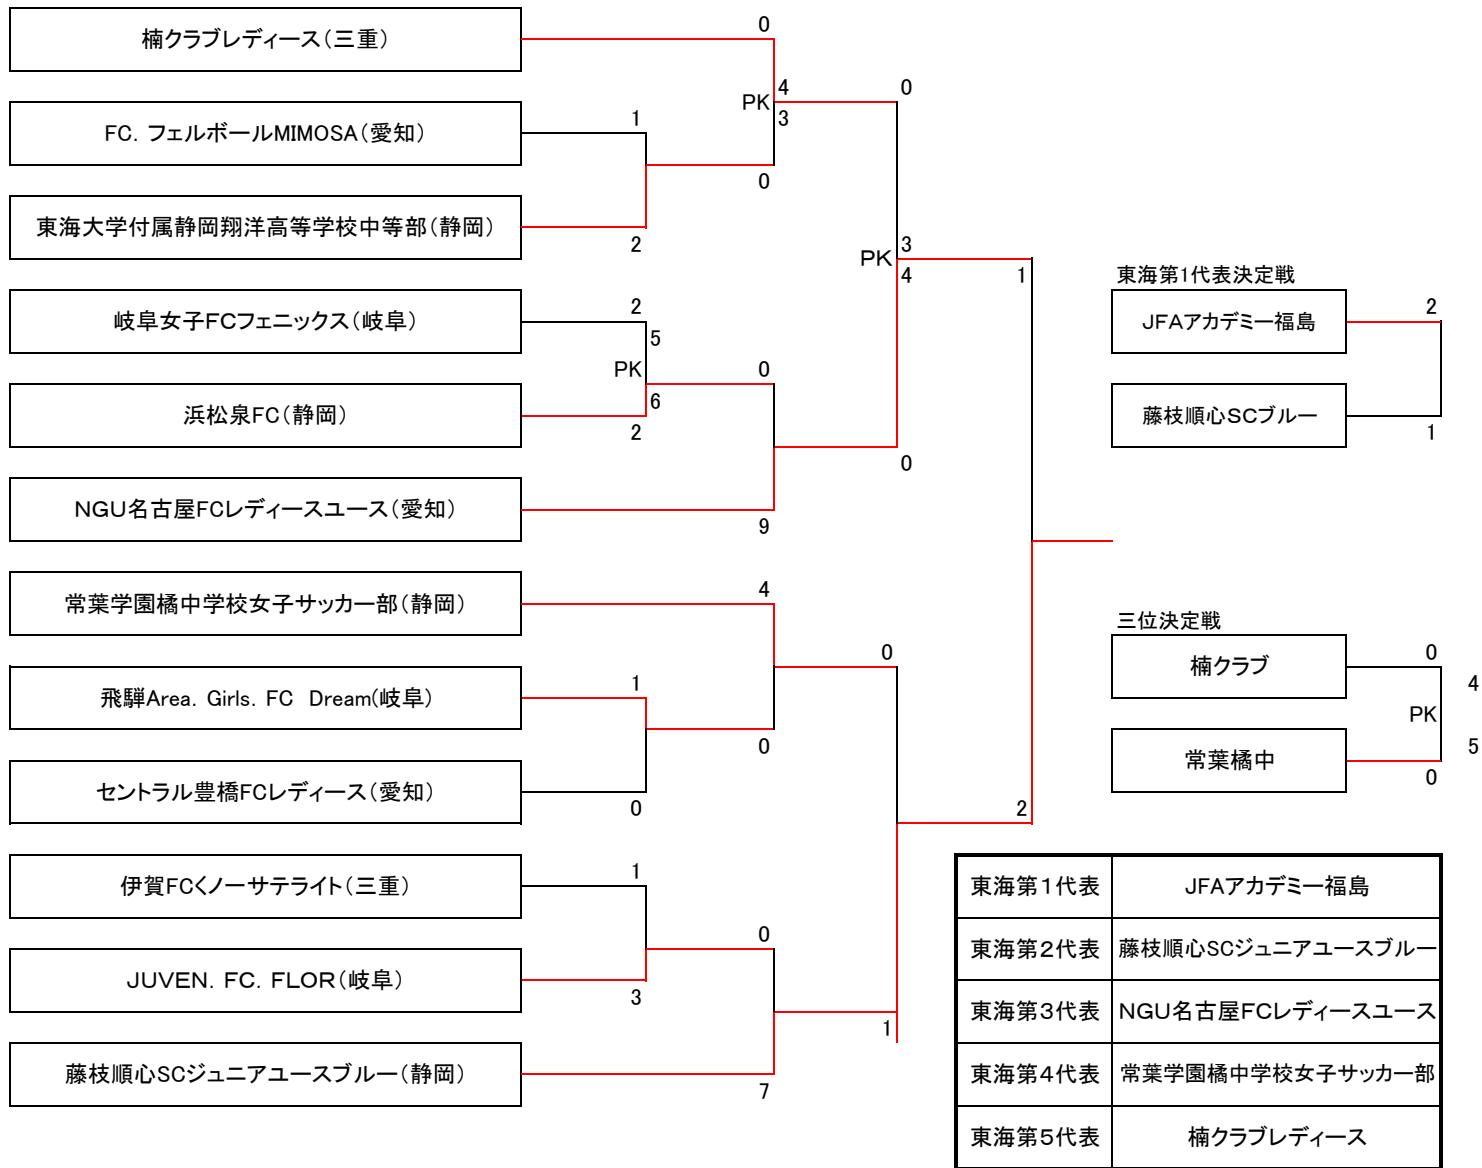 楠クラブレディース(三重)
0
PK
4
3
0
FC．フェルボールMIMOSA(愛知)
1
0
東海大学付属静岡翔洋高等学校中等部(静岡)
2
PK
3
4
1
岐阜女子FCフェニックス(岐阜)
2
5
PK
6
0
浜松泉FC(静岡)
2
0
NGU名古屋FCレディースユース(愛知)
9
常葉学園橘中学校女子サッカー部(静岡)
4
0
飛騨Area．Girls．FC　Dream(岐阜)
1
0
セントラル豊橋FCレディース(愛知)
0
2
伊賀FCくノーサテライト(三重)
1
0
JUVEN．FC．FLOR(岐阜)
3
1
藤枝順心SCジュニアユースブルー(静岡)
7
東海第1代表決定戦
JFAアカデミー福島
2
藤枝順心SCブルー
1
三位決定戦
楠クラブ
0
4
PK
常葉橘中
5
0
東海第1代表 JFAアカデミー福島
東海第2代表 藤枝順心SCジュニアユースブルー
東海第3代表 NGU名古屋FCレディースユース
東海第4代表 常葉学園橘中学校女子サッカー部
東海第5代表 楠クラブレディース